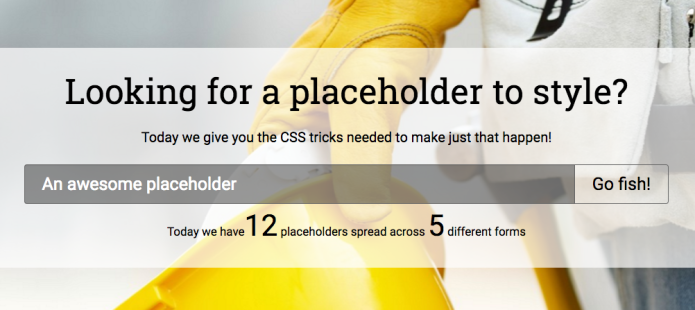 Looking for a placeholder to style?
Today we give you the CSS tricks needed to make just that happen!
An awesome placeholder Go fish!
Today we have 12 placeholders spread across 5 different forms